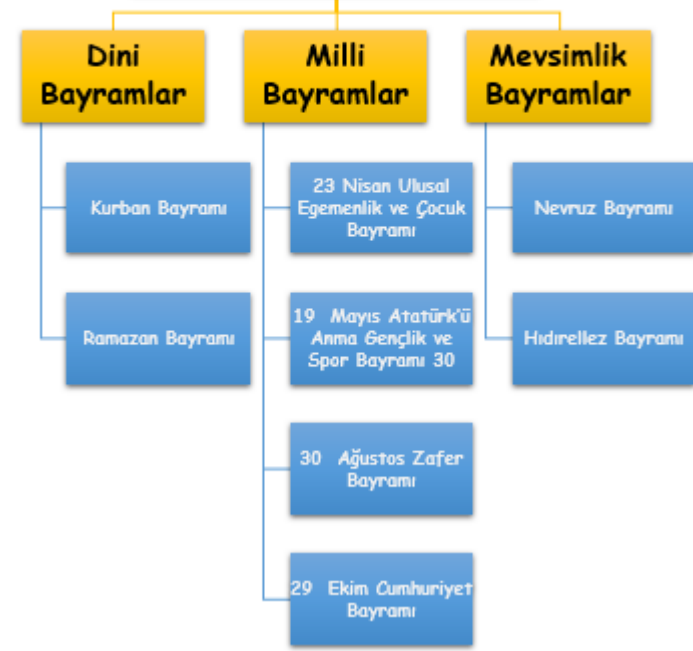 Dini
Bayramlar
Kurban Bayramı
Ramazan Bayramı
Milli
Bayramlar
23 Nisan Ulusal
Egemenlik ve Çocuk
Bayramı
19 Mayıs Atatürk'ü
Anma Gençlik ve
Spor Bayramı 30
30 Ağustos Zafer
Bayramı
29 Ekim Cumhuriyet
Bayramı
Mevsimlik
Bayramlar
Nevruz Bayramı
Hıdırellez Bayramı